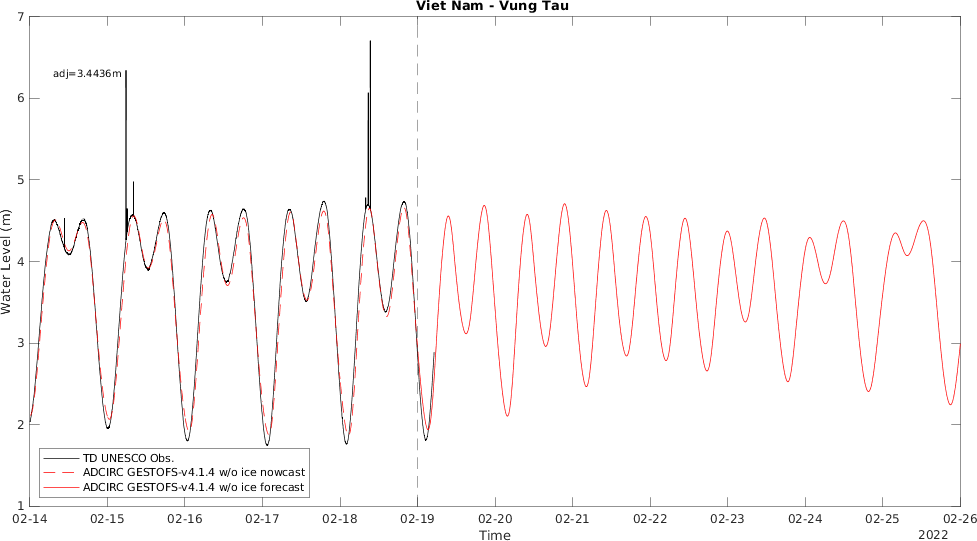 Viet Nam - Vung Tau
7
6
5
4
3
2
1
Water Level (m)
adj=3.4436m
TD UNESCO Obs.
ADCIRC GESTOFS-v4.1.4 w/o ice nowcast
ADCIRC GESTOFS-v4.1.4 w/o ice forecast
02-14 02-15 02-16 02-17 02-18 02-19 02-20 02-21 02-22 02-23 02-24 02-25 02-26
Time
2022